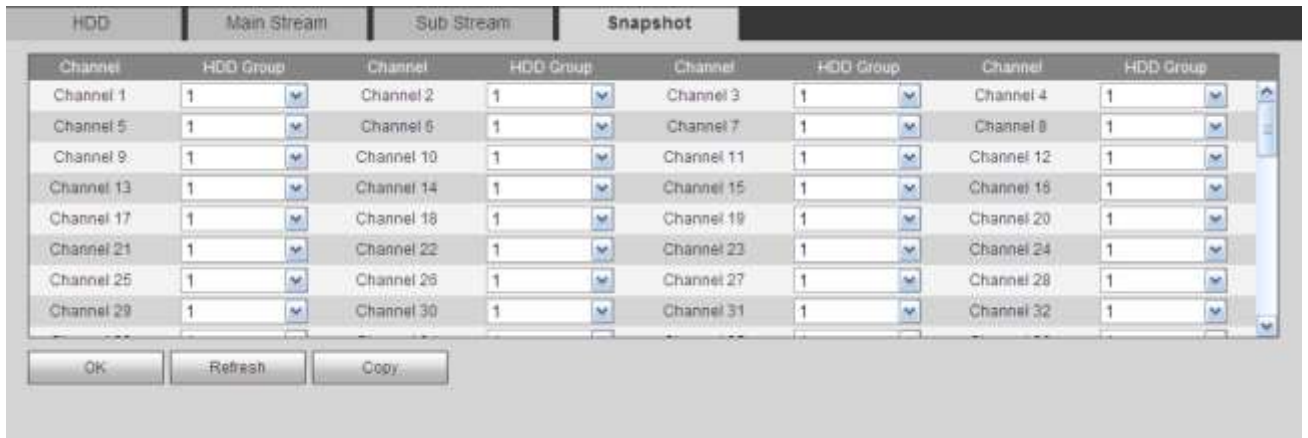 HDD Main Stream Sub Stream Snapshot
Channel HDD Group Channel HDD Group Channel HDD Group Channel HDD Group
Channel 1 1 Channel 2 1 Channel 3 1 Channel 4 1
Channel 5 1 Channel 6 1 Channel 7 1 Channel 8 1
Channel 9 1 Channel 10 1 Channel 11 1 Channel 12 1
Channel 13 1 Channel 14 1 Channel 15 1 Channel 16 1
Channel 17 1 Channel 18 1 Channel 19 1 Channel 20 1
Channel 21 1 Channel 22 1 Channel 23 1 Channel 24 1
Channel 25 1 Channel 26 1 Channel 27 1 Channel 28 1
Channel 29 1 Channel 30 1 Channel 31 1 Channel 32 1
OK Refresh Copy